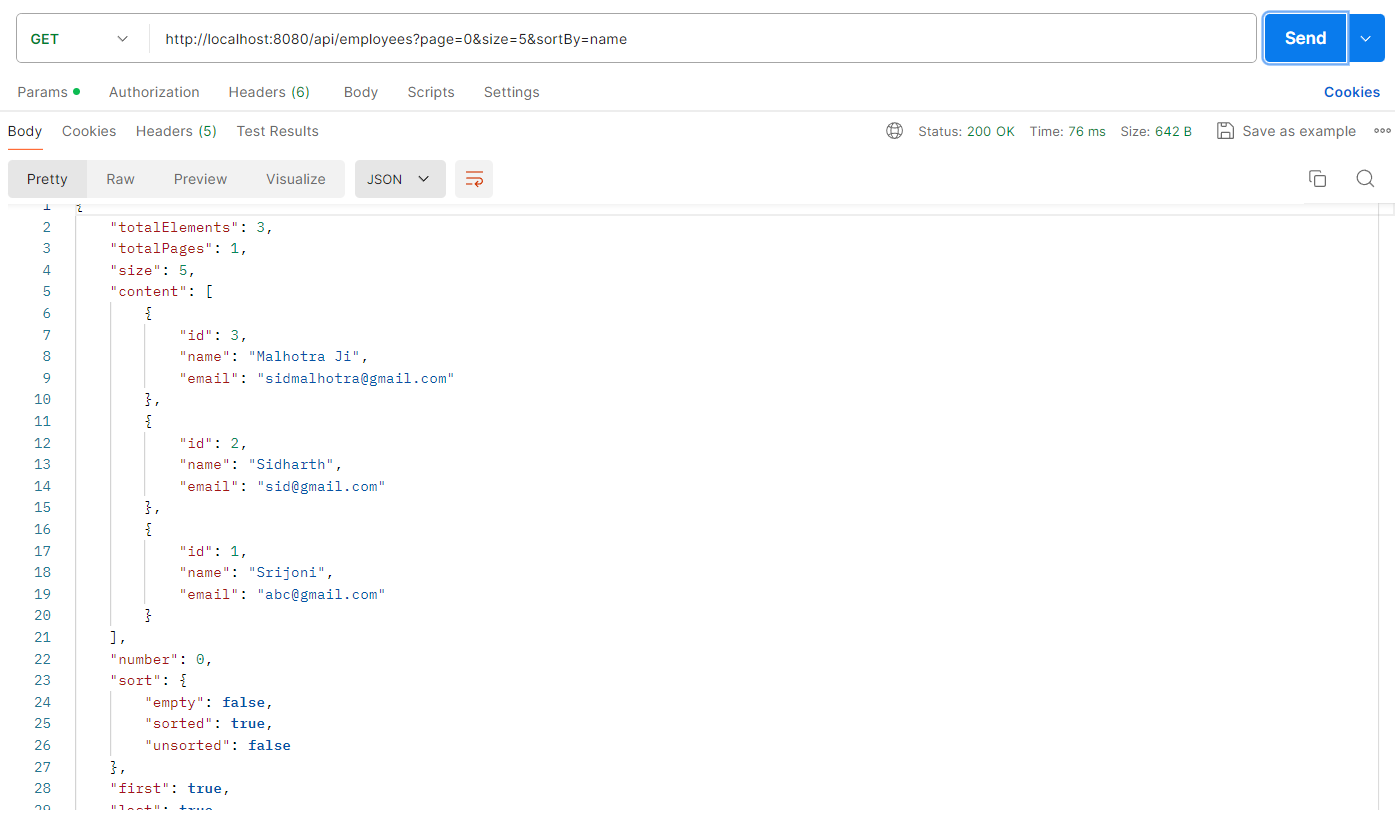 GET http://localhost:8080/api/employees?page=0&size=5&sortBy=name Send
Params Authorization Headers (6) Body Scripts Settings Cookies
Body Cookies Headers (5) Test Results Status: 200 OK Time: 76 ms Size: 642 B Save as example
Pretty Raw Preview Visualize JSON
1 {
2 "totalElements": 3,
3 "totalPages": 1,
4 "size": 5,
5 "content": [
6 {
7 "id": 3,
8 "name": "Malhotra Ji",
9 "email": "sidmalhotra@gmail.com"
10 },
11 {
12 "id": 2,
13 "name": "Sidharth",
14 "email": "sid@gmail.com"
15 },
16 {
17 "id": 1,
18 "name": "Srijoni",
19 "email": "abc@gmail.com"
20 }
21 ],
22 "number": 0,
23 "sort": {
24 "empty": false,
25 "sorted": true,
26 "unsorted": false
27 },
28 "first": true,
29 "last": true